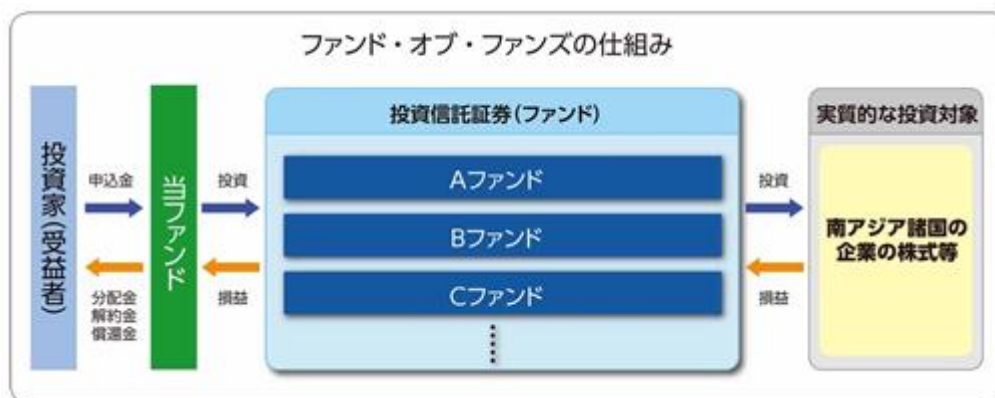 ファンド・オブ・ファンズの仕組み
投資家(受益者)
申込金
分配金
解約金
償還金
当ファンド
投資
損益
投資信託証券(ファンド)
Aファンド
Bファンド
Cファンド
投資
損益
実質的な投資対象
南アジア諸国の
企業の株式等